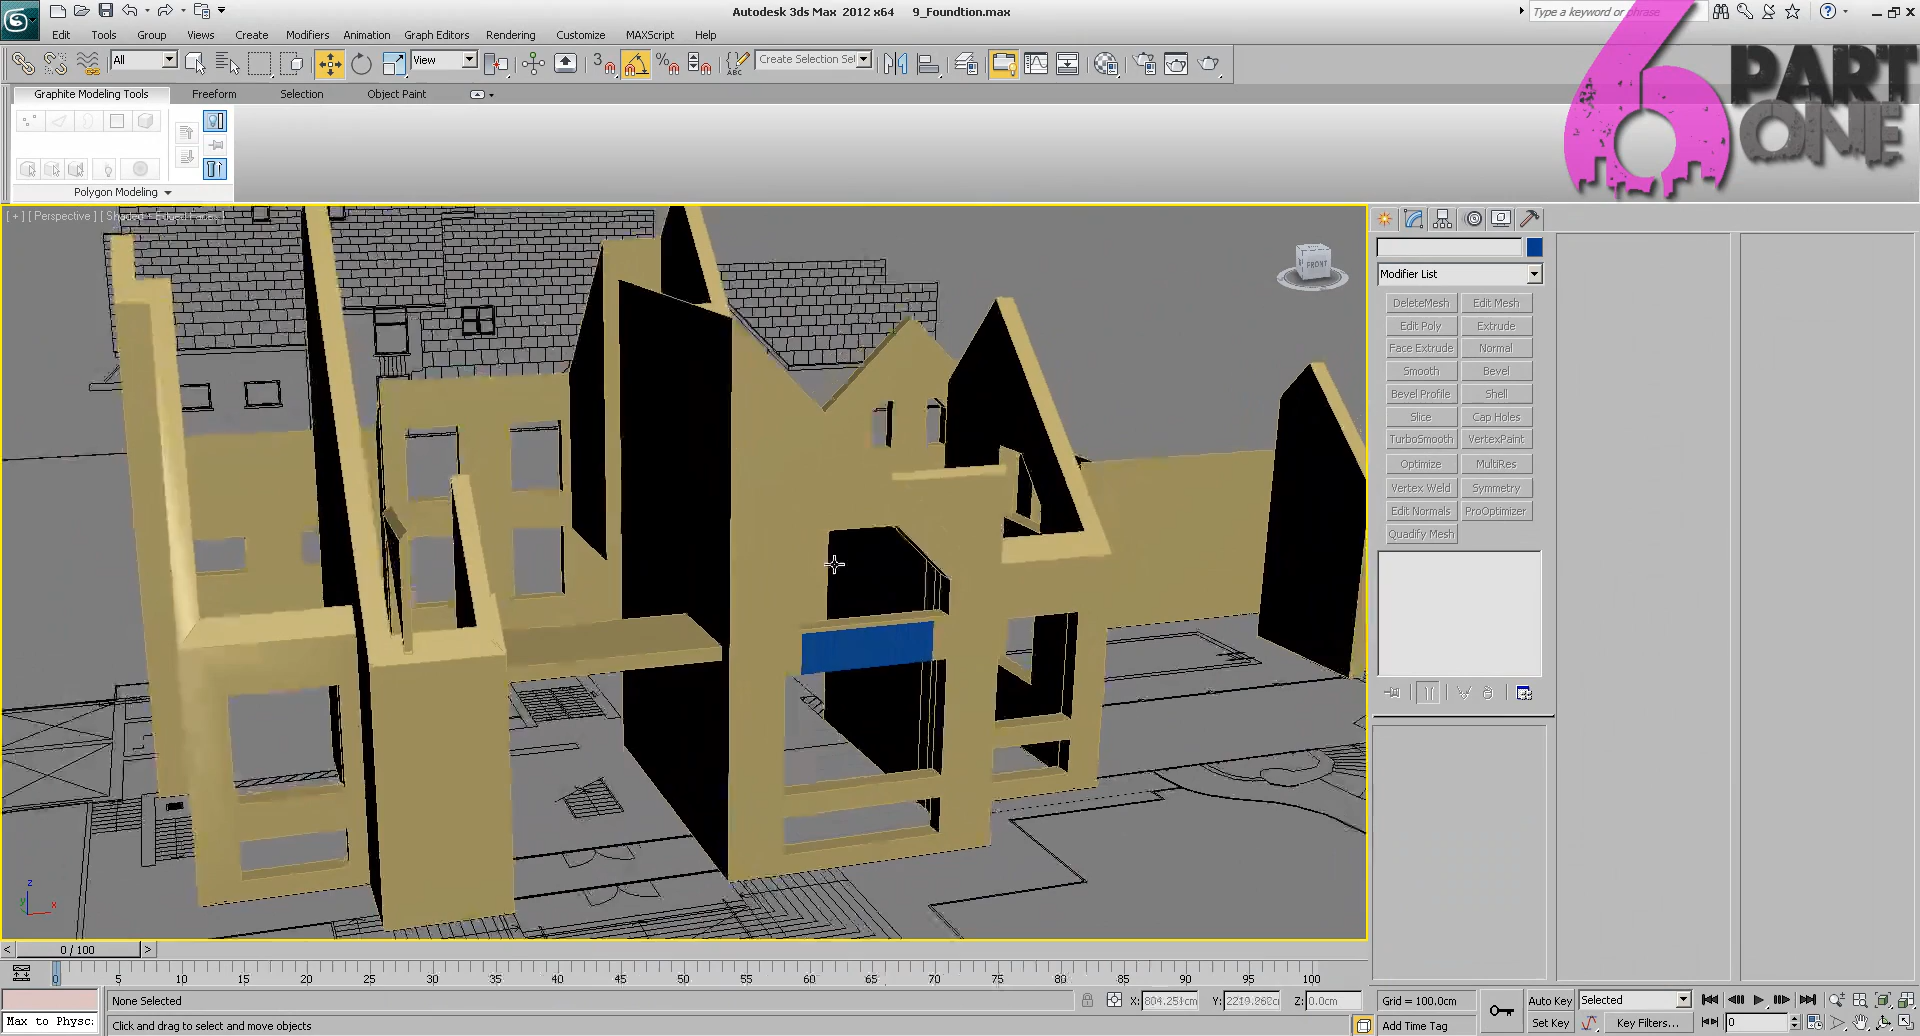 Autodesk 3ds Max 2012 x64 9_Foundtion.max
Type a keyword or phrase
Edit Tools Group Views Create Modifiers Animation Graph Editors Rendering Customize MAXScript Help
All
View
3
ABC
Create Selection Sel
6 PART ONE
Graphite Modeling Tools Freeform Selection Object Paint
Polygon Modeling
[ + ] [ Perspective ] [ Shaded + Edged Faces ]
FRONT
Modifier List
DeleteMesh Edit Mesh
Edit Poly Extrude
Face Extrude Normal
Smooth Bevel
Bevel Profile Shell
Slice Cap Holes
TurboSmooth VertexPaint
Optimize MultiRes
Vertex Weld Symmetry
Edit Normals ProOptimizer
Quadify Mesh
z
y x
< 0 / 100 >
0 5 10 15 20 25 30 35 40 45 50 55 60 65 70 75 80 85 90 95 100
None Selected X: 804.251cm Y: Z: 0.0cm Grid = 100.0cm Auto Key Selected
Max to Physc: Click and drag to select and move objects Add Time Tag Set Key Key Filters... 0